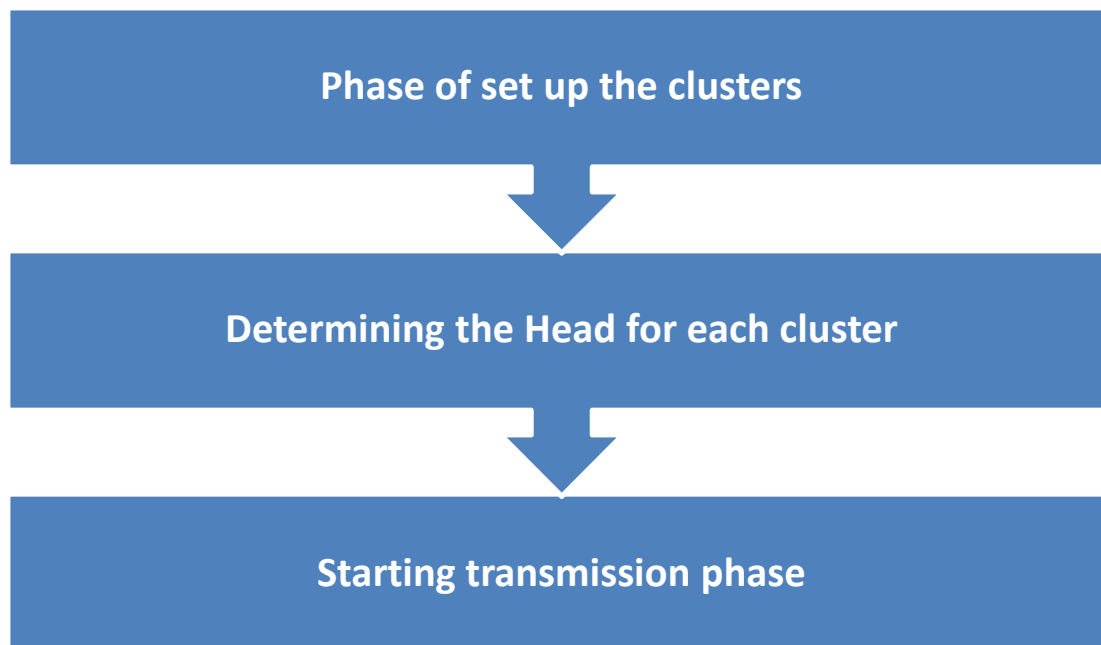 Phase of set up the clusters
Determining the Head for each cluster
Starting transmission phase